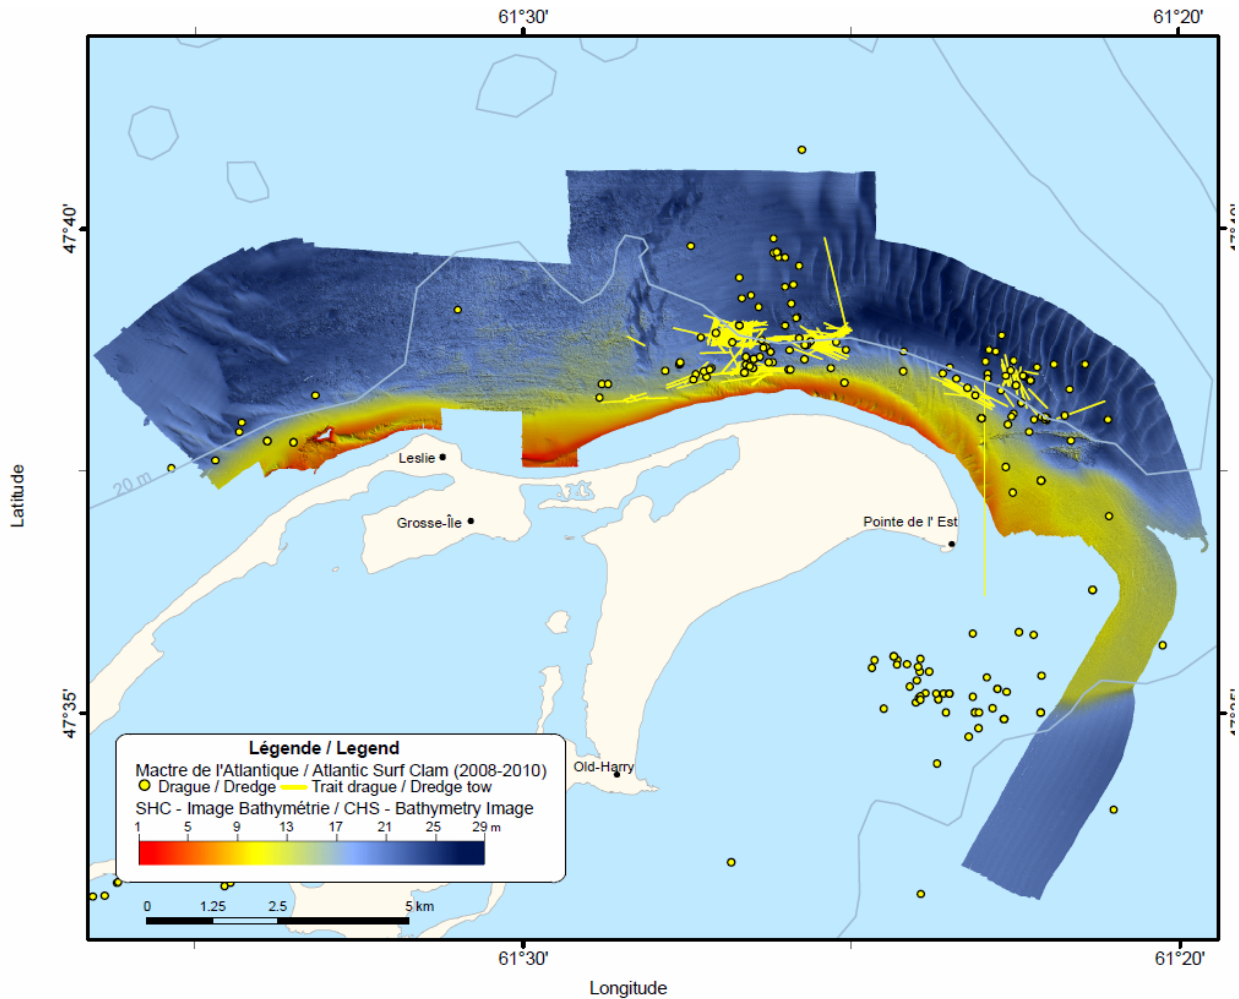 61°30'
61°20'
47°40'
47°40'
Latitude
20 m
Leslie
Grosse-Île
Pointe de l' Est
47°35'
Old-Harry
Légende / Legend
Mactre de l'Atlantique / Atlantic Surf Clam (2008-2010)
Drague / Dredge
Trait drague / Dredge tow
SHC - Image Bathymétrie / CHS - Bathymetry Image
1 5 9 13 17 21 25 29 m
0 1.25 2.5 5 km
61°30'
61°20'
Longitude